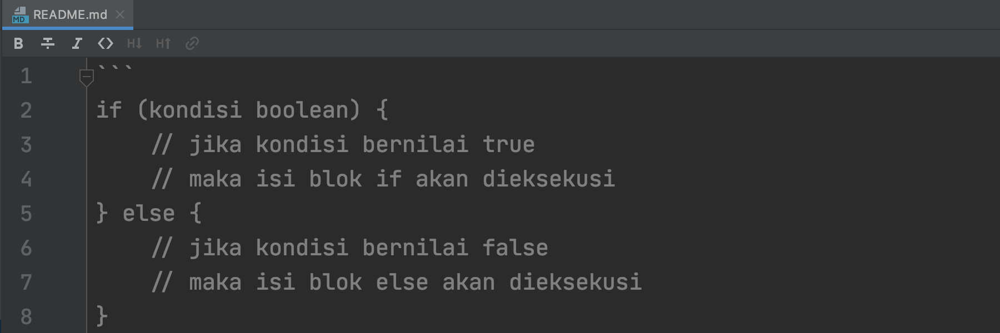 README.md
MD
B I <> H↓ H↑
1 ```
2 if (kondisi boolean) {
3     // jika kondisi bernilai true
4     // maka isi blok if akan dieksekusi
5 } else {
6     // jika kondisi bernilai false
7     // maka isi blok else akan dieksekusi
8 }